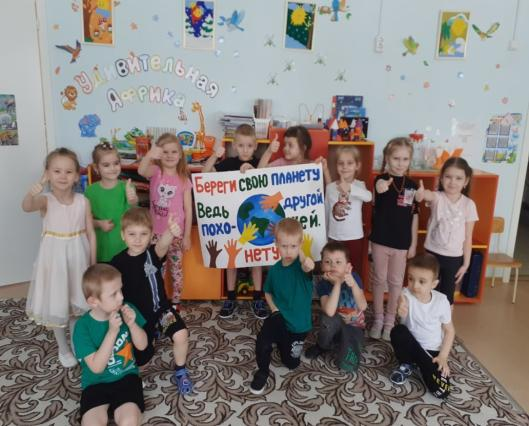 Удивительная
Африка
Береги свою планету
Ведь другой
похо- жей.
нету